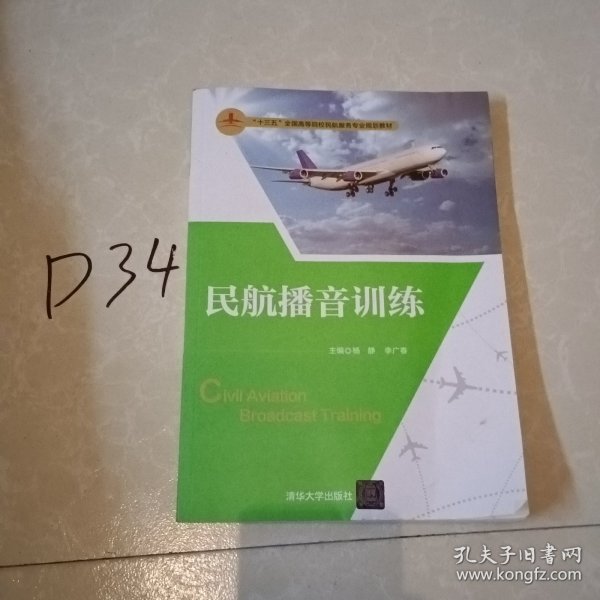 "十三五"全国高等院校民航服务专业规划教材
D34
民航播音训练
主编◎杨 静 李广春
Civil Aviation
Broadcast Training
清华大学出版社
孔夫子旧书网
www.kongfz.com